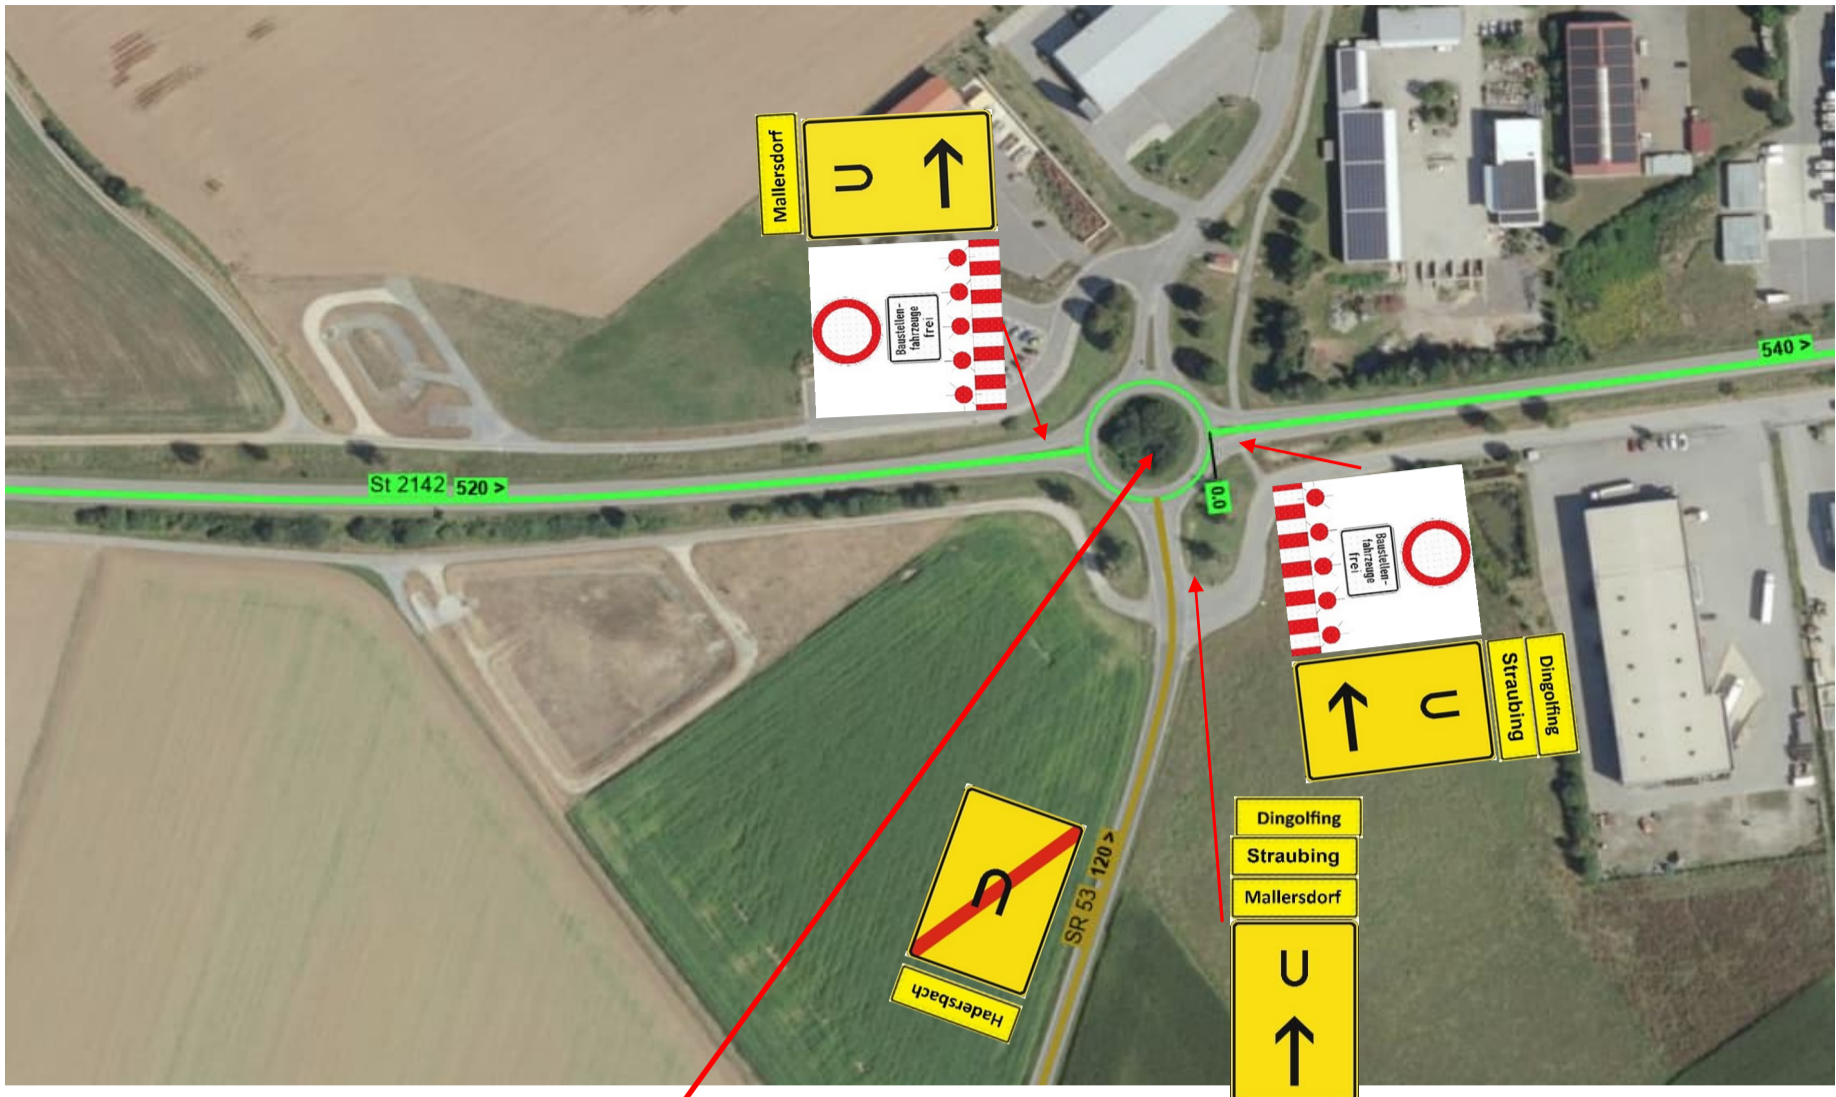 Mallersdorf
U
Baustellen-
fahrzeuge
frei
540 >
St 2142 520 >
0.0
Baustellen-
fahrzeuge
frei
U
Straubing
Dingolfing
U
Hadersbach
SR 53 120 >
Dingolfing
Straubing
Mallersdorf
U